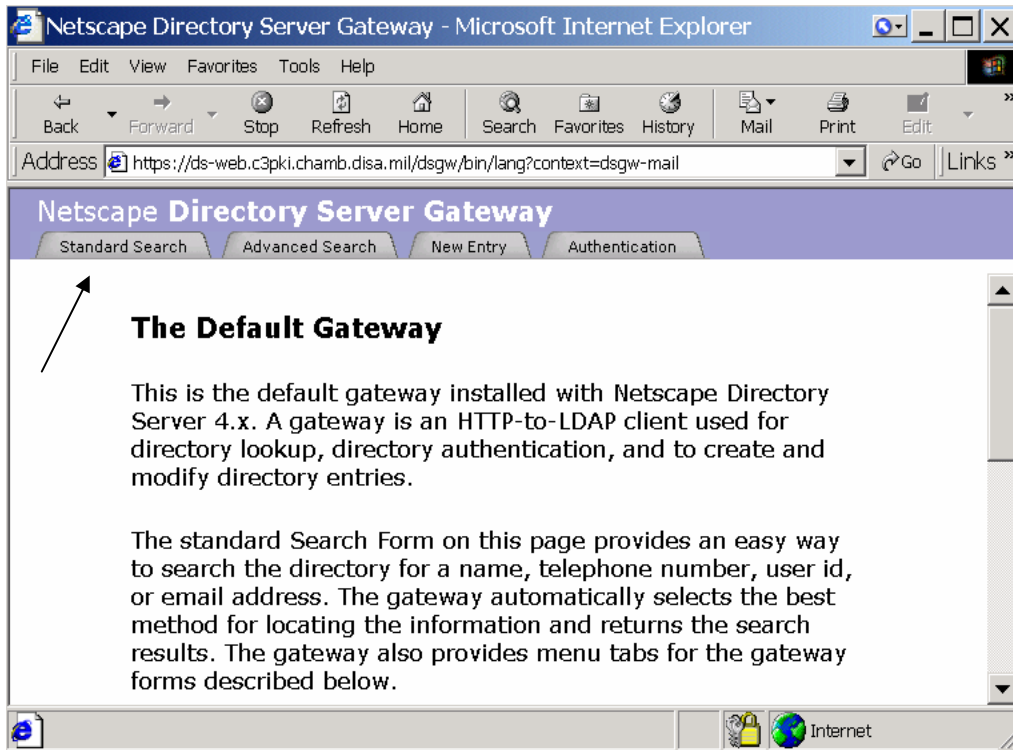 Netscape Directory Server Gateway - Microsoft Internet Explorer
File Edit View Favorites Tools Help
Back Forward Stop Refresh Home Search Favorites History Mail Print Edit »
Address https://ds-web.c3pki.chamb.disa.mil/dsgw/bin/lang?context=dsgw-mail Go Links »
Netscape Directory Server Gateway
Standard Search Advanced Search New Entry Authentication
The Default Gateway
This is the default gateway installed with Netscape Directory
Server 4.x. A gateway is an HTTP-to-LDAP client used for
directory lookup, directory authentication, and to create and
modify directory entries.
The standard Search Form on this page provides an easy way
to search the directory for a name, telephone number, user id,
or email address. The gateway automatically selects the best
method for locating the information and returns the search
results. The gateway also provides menu tabs for the gateway
forms described below.
Internet